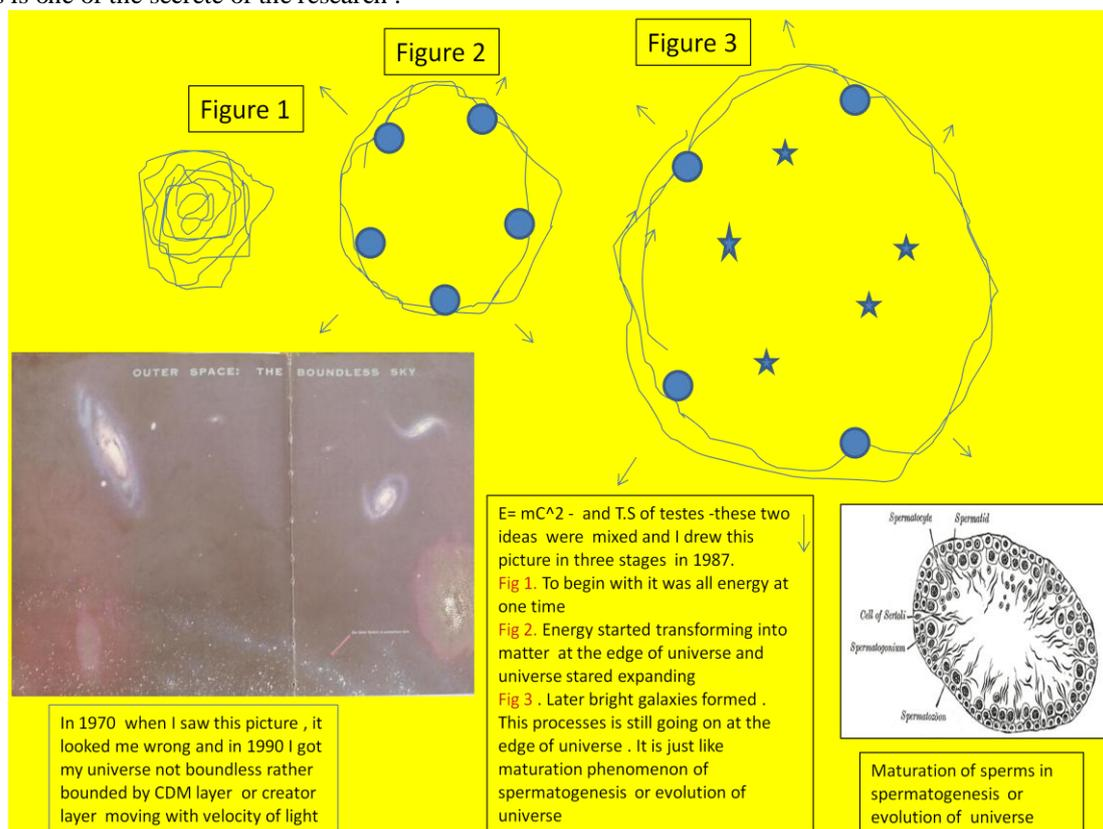 s is one of the secrete of the research .
Figure 1
Figure 2
Figure 3
OUTER SPACE: THE BOUNDLESS SKY
E= mC^2 - and T.S of testes -these two
ideas were mixed and I drew this
picture in three stages in 1987.
Fig 1. To begin with it was all energy at
one time
Fig 2. Energy started transforming into
matter at the edge of universe and
universe stared expanding
Fig 3 . Later bright galaxies formed .
This processes is still going on at the
edge of universe . It is just like
maturation phenomenon of
spermatogenesis or evolution of
universe
In 1970 when I saw this picture , it
looked me wrong and in 1990 I got
my universe not boundless rather
bounded by CDM layer or creator
layer moving with velocity of light
Spermatocyte
Spermatid
Cell of Sertoli
Spermatogonium
Spermatozoön
Maturation of sperms in
spermatogenesis or
evolution of universe